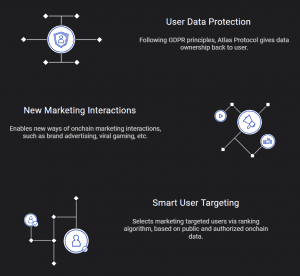 User Data Protection
Following GDPR principles, Atlas Protocol gives data
ownership back to user.
New Marketing Interactions
Enables new ways of onchain marketing interactions,
such as brand advertising, viral gaming, etc.
Smart User Targeting
Selects marketing targeted users via ranking
algorithm, based on public and authorized onchain
data.